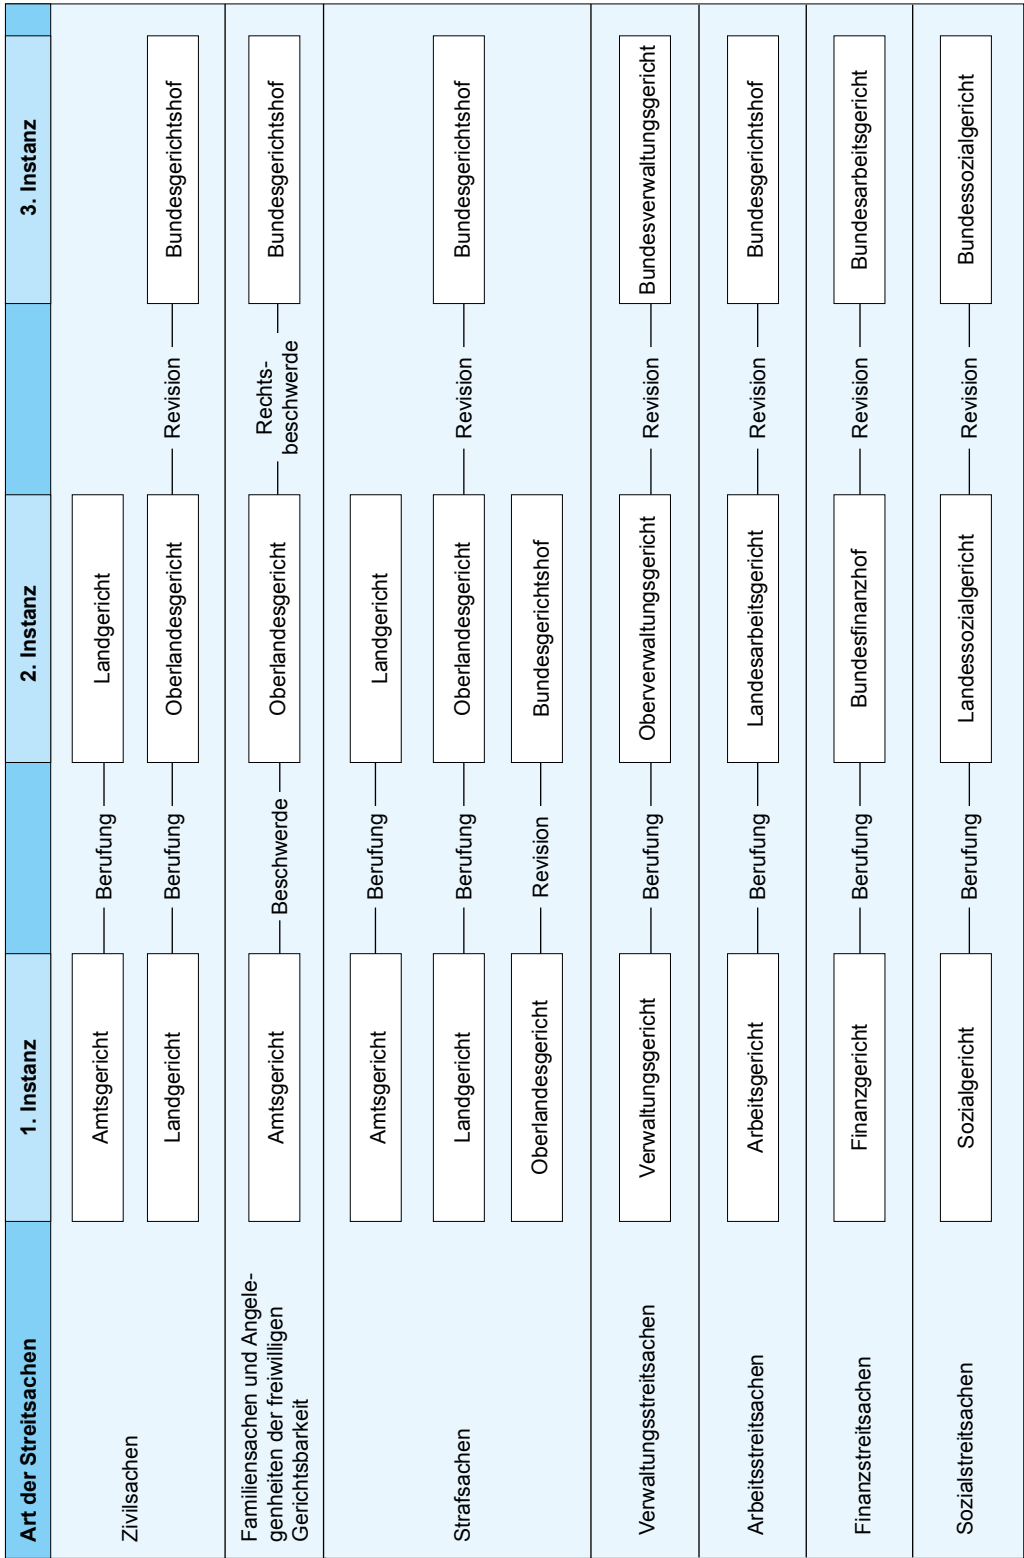 Art der Streitsachen
1. Instanz
2. Instanz
3. Instanz
Zivilsachen
Amtsgericht
Berufung
Landgericht
Landgericht
Berufung
Oberlandesgericht
Revision
Bundesgerichtshof
Familiensachen und Angele-
genheiten der freiwilligen
Gerichtsbarkeit
Amtsgericht
Beschwerde
Oberlandesgericht
Rechts-
beschwerde
Bundesgerichtshof
Strafsachen
Amtsgericht
Berufung
Landgericht
Landgericht
Berufung
Oberlandesgericht
Revision
Bundesgerichtshof
Oberlandesgericht
Revision
Bundesgerichtshof
Verwaltungsstreitsachen
Verwaltungsgericht
Berufung
Oberverwaltungsgericht
Revision
Bundesverwaltungsgericht
Arbeitsstreitsachen
Arbeitsgericht
Berufung
Landesarbeitsgericht
Revision
Bundesgerichtshof
Finanzstreitsachen
Finanzgericht
Berufung
Bundesfinanzhof
Revision
Bundesarbeitsgericht
Sozialstreitsachen
Sozialgericht
Berufung
Landessozialgericht
Revision
Bundessozialgericht